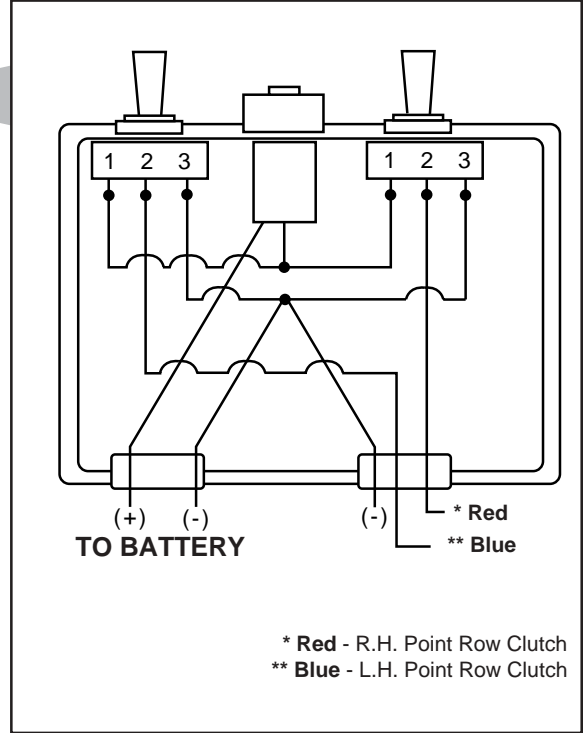 1 2 3
1 2 3
(+) (-) (-)
* Red
TO BATTERY
** Blue
* Red - R.H. Point Row Clutch
** Blue - L.H. Point Row Clutch